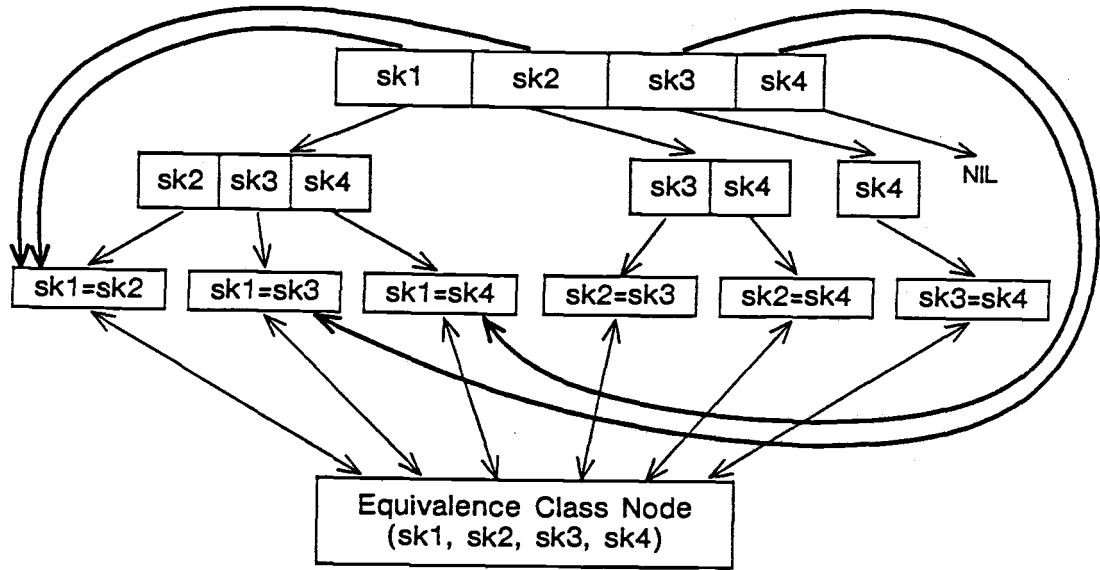 sk1 sk2 sk3 sk4
sk2 sk3 sk4
sk3 sk4
sk4
NIL
sk1=sk2
sk1=sk3
sk1=sk4
sk2=sk3
sk2=sk4
sk3=sk4
Equivalence Class Node
(sk1, sk2, sk3, sk4)